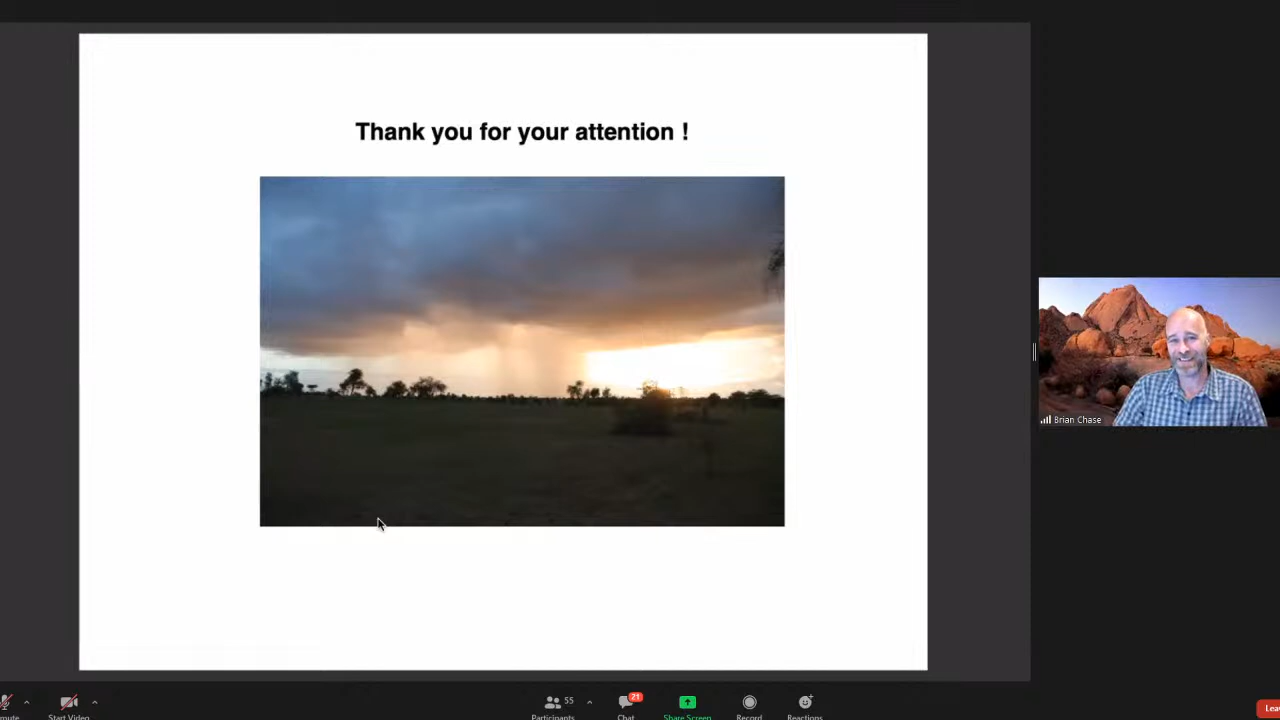 Thank you for your attention !
Brian Chase
55
21
Start Video
Participants
Chat
Share Screen
Record
Reactions